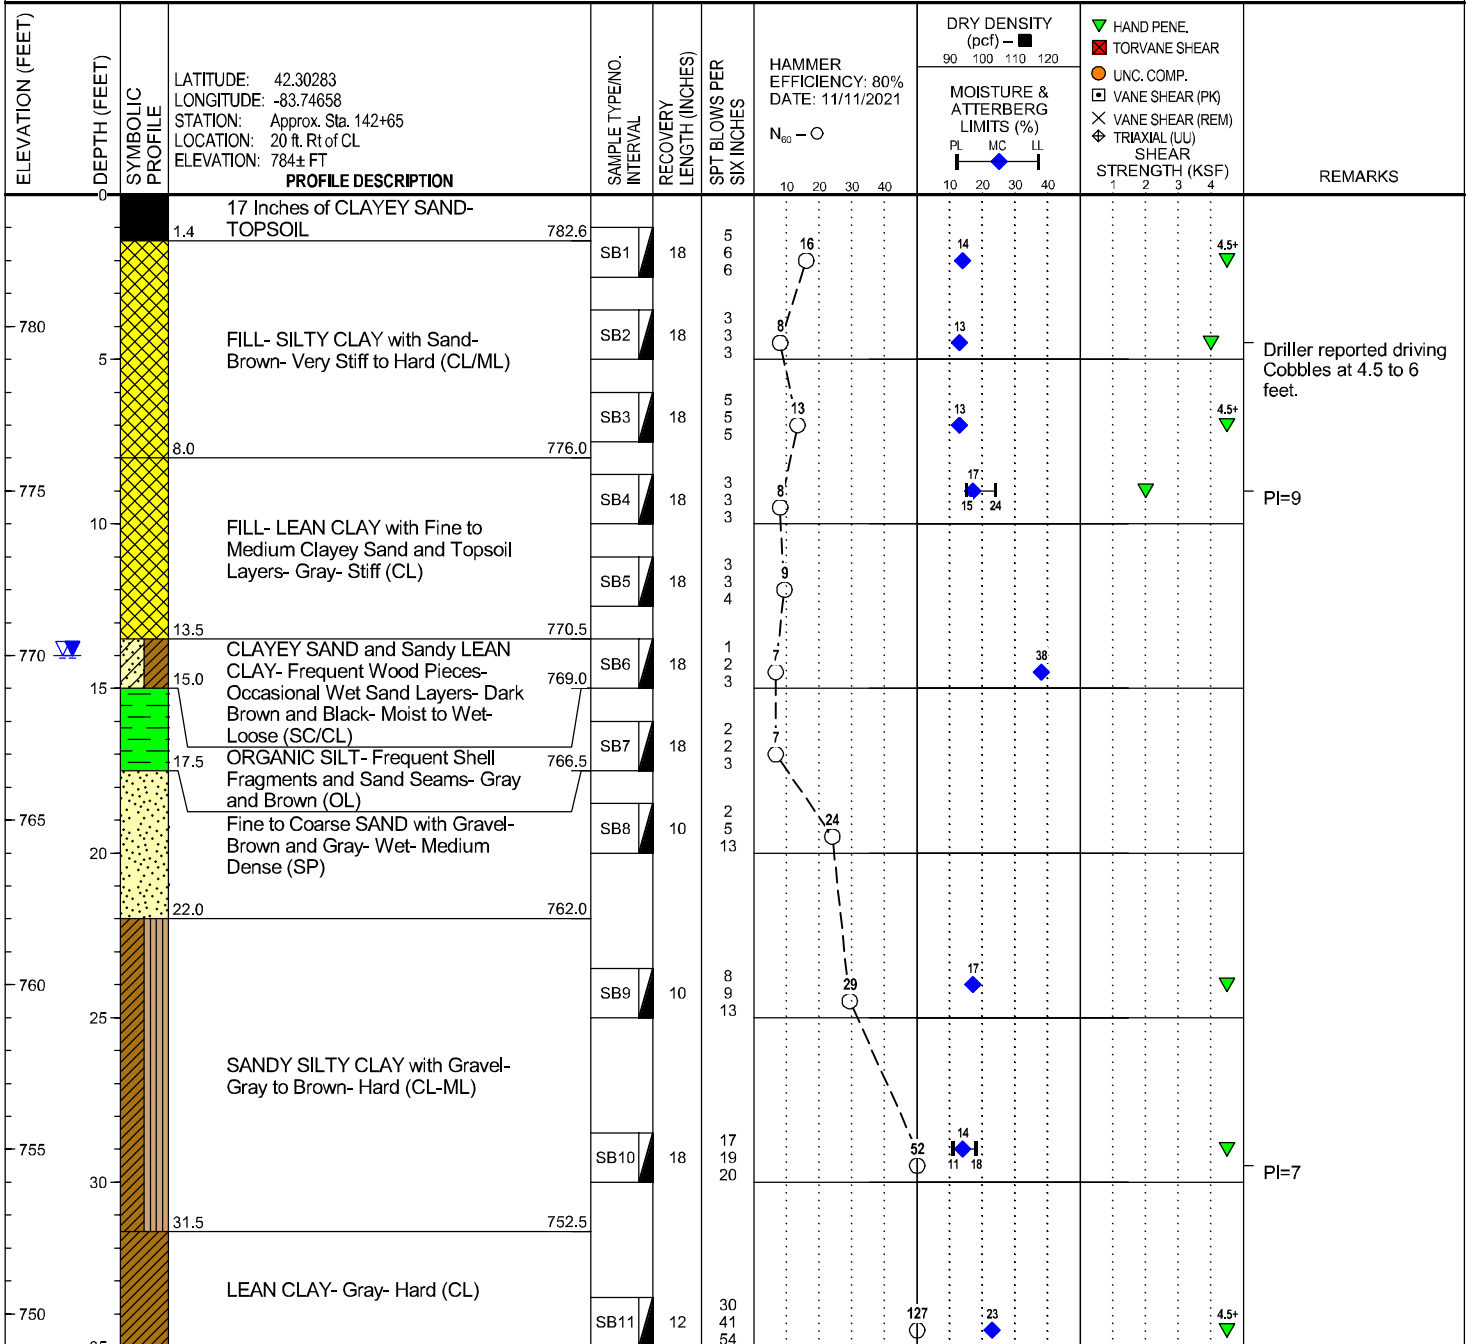 ELEVATION (FEET)
DEPTH (FEET)
SYMBOLIC
PROFILE
LATITUDE: 42.30283
LONGITUDE: -83.74658
STATION: Approx. Sta. 142+65
LOCATION: 20 ft. Rt of CL
ELEVATION: 784± FT
PROFILE DESCRIPTION
SAMPLE TYPE/NO.
INTERVAL
RECOVERY
LENGTH (INCHES)
SPT BLOWS PER
SIX INCHES
HAMMER
EFFICIENCY: 80%
DATE: 11/11/2021
N60 –
10 20 30 40
DRY DENSITY
(pcf) –
90 100 110 120
MOISTURE &
ATTERBERG
LIMITS (%)
PL MC LL
10 20 30 40
HAND PENE.
TORVANE SHEAR
UNC. COMP.
VANE SHEAR (PK)
VANE SHEAR (REM)
TRIAXIAL (UU)
SHEAR
STRENGTH (KSF)
1 2 3 4
REMARKS
0
17 Inches of CLAYEY SAND-
1.4 TOPSOIL 782.6
SB1 18
5
6
6
16
14
4.5+
780
FILL- SILTY CLAY with Sand-
Brown- Very Stiff to Hard (CL/ML)
5
SB2 18
3
3
3
8
13
Driller reported driving
Cobbles at 4.5 to 6
feet.
SB3 18
5
5
5
13
13
4.5+
8.0 776.0
775
SB4 18
3
3
3
8
17
15 24
PI=9
10
FILL- LEAN CLAY with Fine to
Medium Clayey Sand and Topsoil
Layers- Gray- Stiff (CL)
SB5 18
3
3
4
9
13.5 770.5
770
CLAYEY SAND and Sandy LEAN
CLAY- Frequent Wood Pieces-
15.0 Occasional Wet Sand Layers- Dark 769.0
Brown and Black- Moist to Wet-
Loose (SC/CL)
SB6 18
1
2
3
7
38
15
17.5 ORGANIC SILT- Frequent Shell 766.5
Fragments and Sand Seams- Gray
and Brown (OL)
SB7 18
2
2
3
7
765
Fine to Coarse SAND with Gravel-
Brown and Gray- Wet- Medium
Dense (SP)
SB8 10
2
5
13
24
20
22.0 762.0
760
SB9 10
8
9
13
29
17
25
SANDY SILTY CLAY with Gravel-
Gray to Brown- Hard (CL-ML)
755
SB10 18
17
19
20
52
14
11 18
PI=7
30
31.5 752.5
LEAN CLAY- Gray- Hard (CL)
750
SB11 12
30
41
54
127
23
4.5+